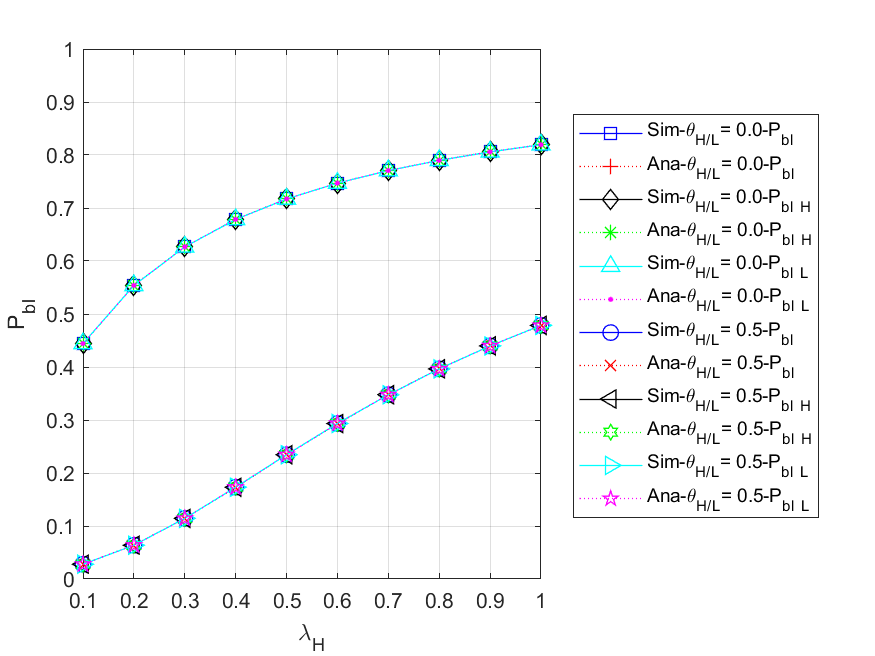 1
0.9
0.8
0.7
0.6
0.5
0.4
0.3
0.2
0.1
0
P_bl
0.1 0.2 0.3 0.4 0.5 0.6 0.7 0.8 0.9 1
λ_H
Sim-θ_H/L= 0.0-P_bl
Ana-θ_H/L= 0.0-P_bl
Sim-θ_H/L= 0.0-P_bl H
Ana-θ_H/L= 0.0-P_bl H
Sim-θ_H/L= 0.0-P_bl L
Ana-θ_H/L= 0.0-P_bl L
Sim-θ_H/L= 0.5-P_bl
Ana-θ_H/L= 0.5-P_bl
Sim-θ_H/L= 0.5-P_bl H
Ana-θ_H/L= 0.5-P_bl H
Sim-θ_H/L= 0.5-P_bl L
Ana-θ_H/L= 0.5-P_bl L